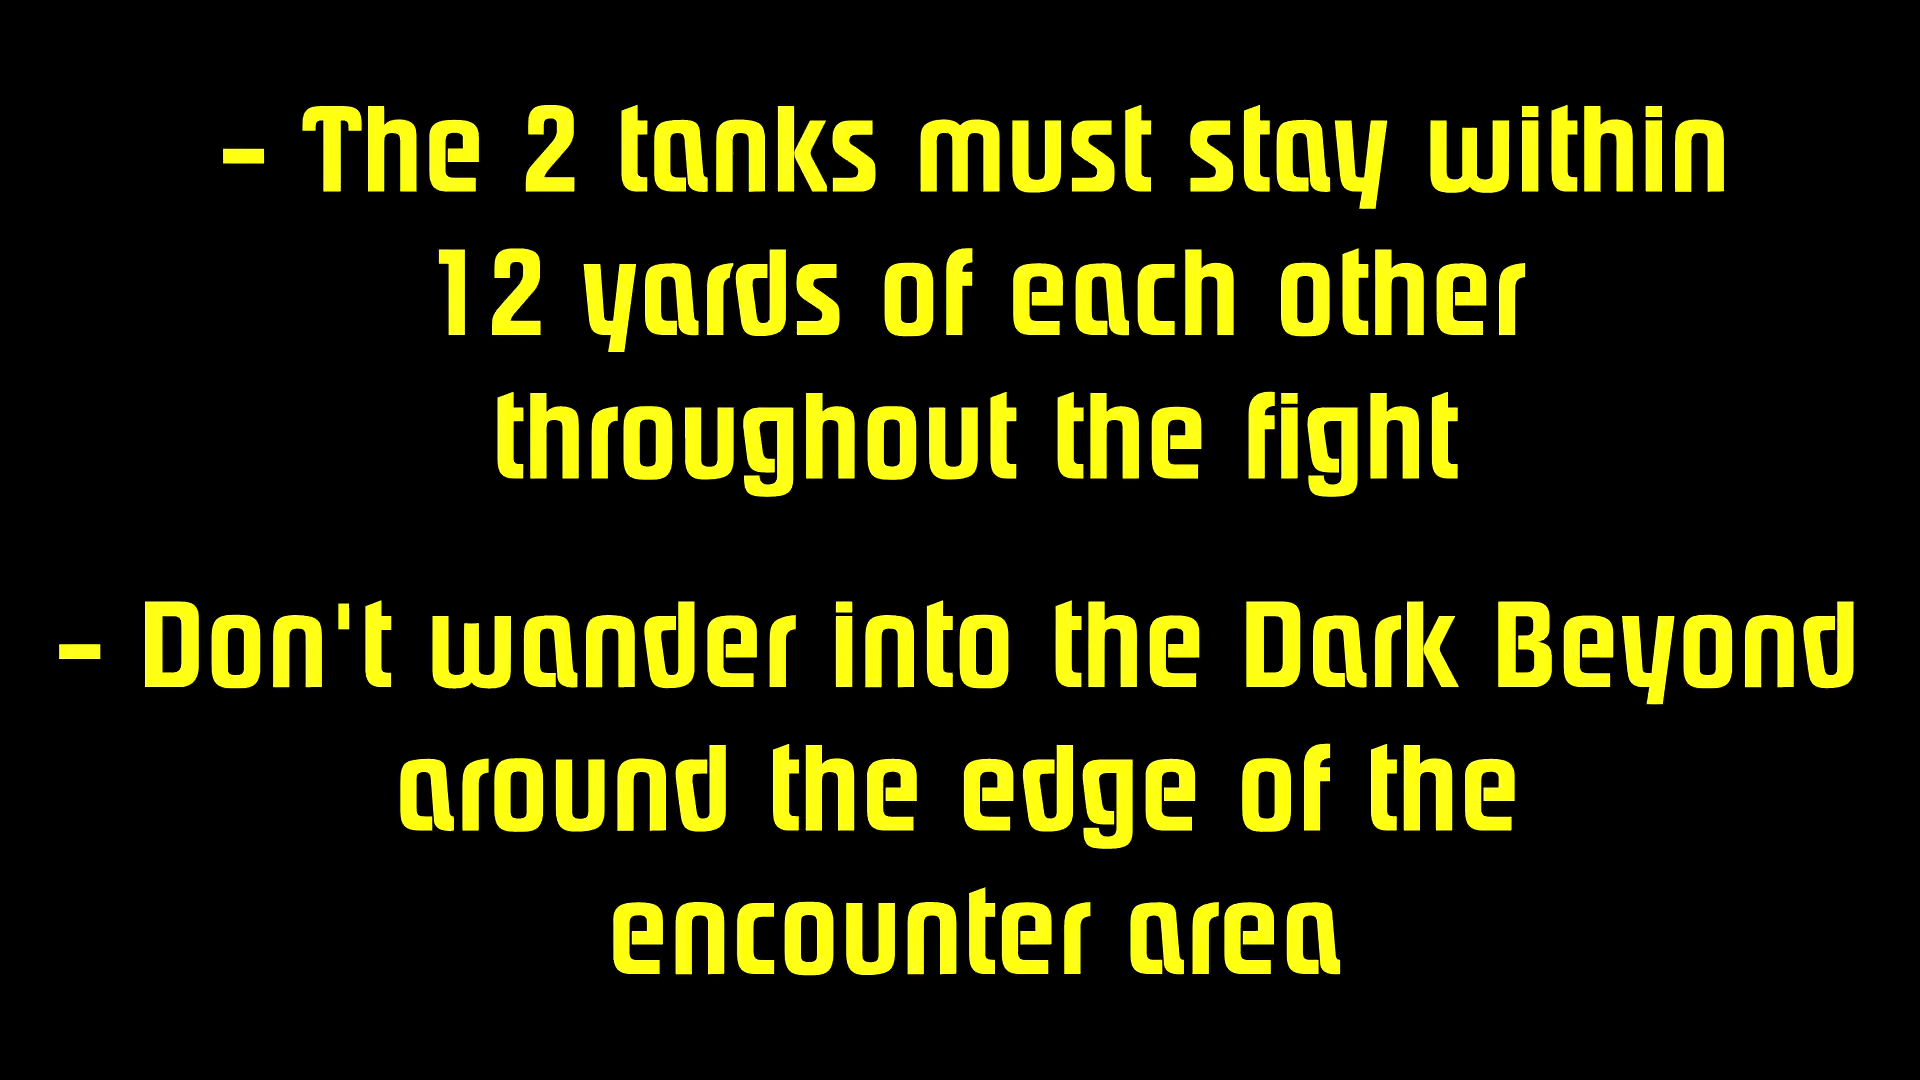 - The 2 tanks must stay within
12 yards of each other
throughout the fight
- Don't wander into the Dark Beyond
around the edge of the
encounter area